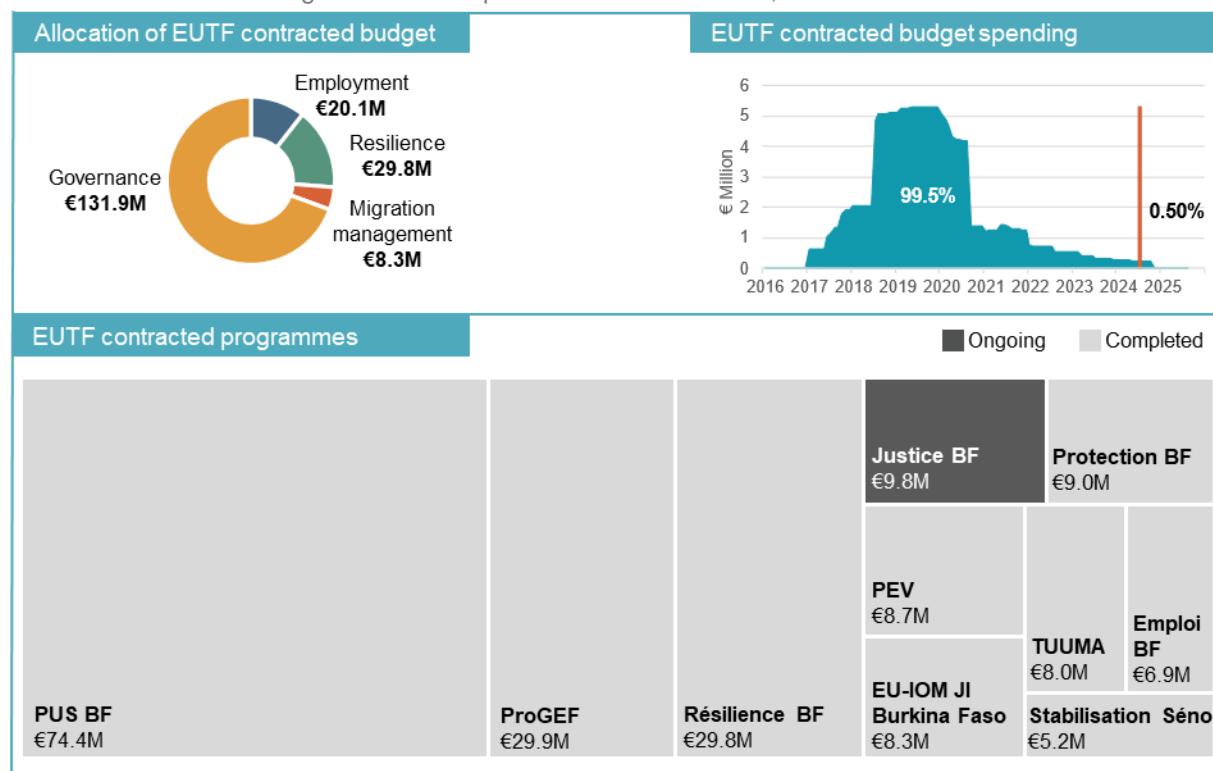 Allocation of EUTF contracted budget
Employment
€20.1M
Resilience
€29.8M
Governance
€131.9M
Migration
management
€8.3M
EUTF contracted budget spending
€ Million
6
5
4
3
2
1
0
99.5%
0.50%
2016 2017 2018 2019 2020 2021 2022 2023 2024 2025
EUTF contracted programmes
Ongoing
Completed
PUS BF
€74.4M
ProGEF
€29.9M
Résilience BF
€29.8M
Justice BF
€9.8M
Protection BF
€9.0M
PEV
€8.7M
EU-IOM JI
Burkina Faso
€8.3M
TUUMA
€8.0M
Emploi
BF
€6.9M
Stabilisation Séno
€5.2M